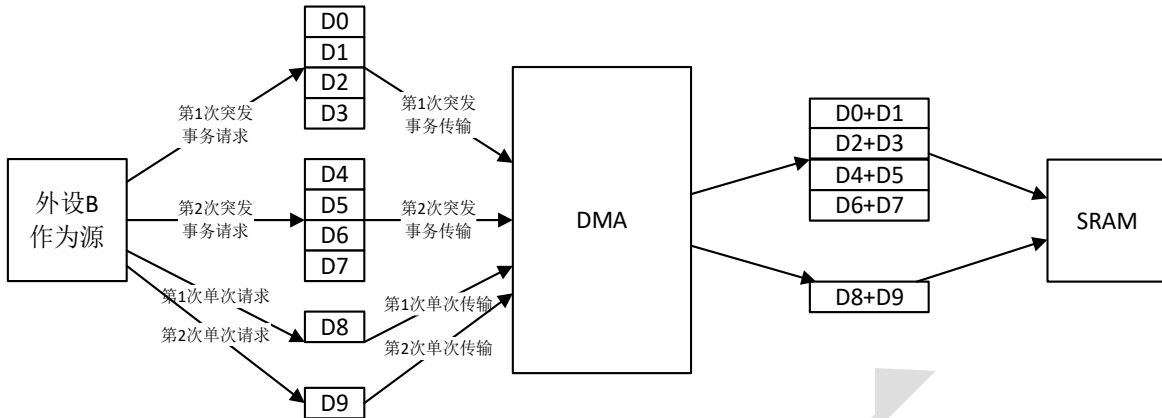 D0
D1
D2
D3
第1次突发
事务请求
第1次突发
事务传输
外设B
作为源
第2次突发
事务请求
D4
D5
D6
D7
第2次突发
事务传输
第1次单次请求
第2次单次请求
D8
D9
第1次单次传输
第2次单次传输
DMA
D0+D1
D2+D3
D4+D5
D6+D7
D8+D9
SRAM